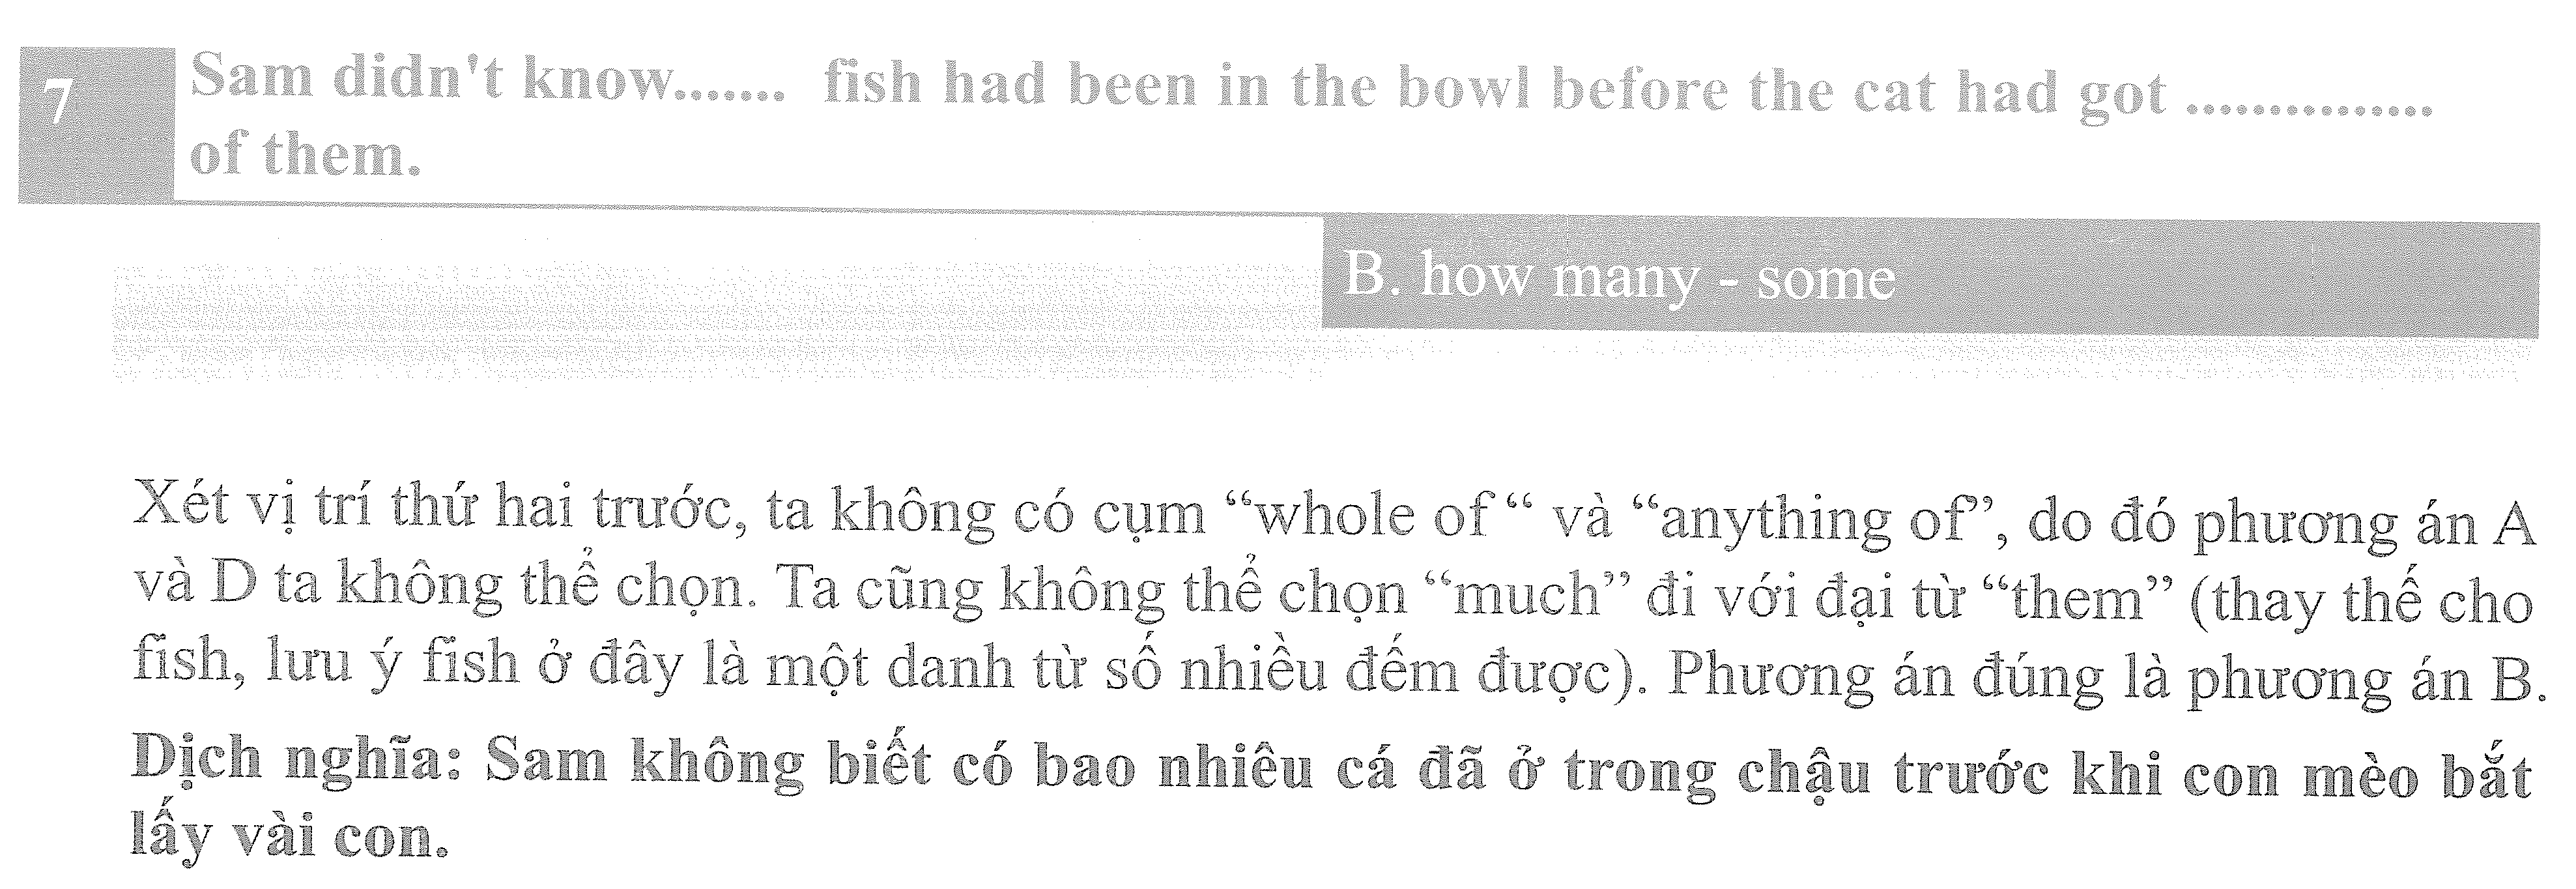 7
Sam didn't know....... fish had been in the bowl before the cat had got ..............
of them.
B. how many - some
Xét vị trí thứ hai trước, ta không có cụm “whole of “ và “anything of”, do đó phương án A
và D ta không thể chọn. Ta cũng không thể chọn “much” đi với đại từ “them” (thay thế cho
fish, lưu ý fish ở đây là một danh từ số nhiều đếm được). Phương án đúng là phương án B.
Dịch nghĩa: Sam không biết có bao nhiêu cá đã ở trong chậu trước khi con mèo bắt
lấy vài con.